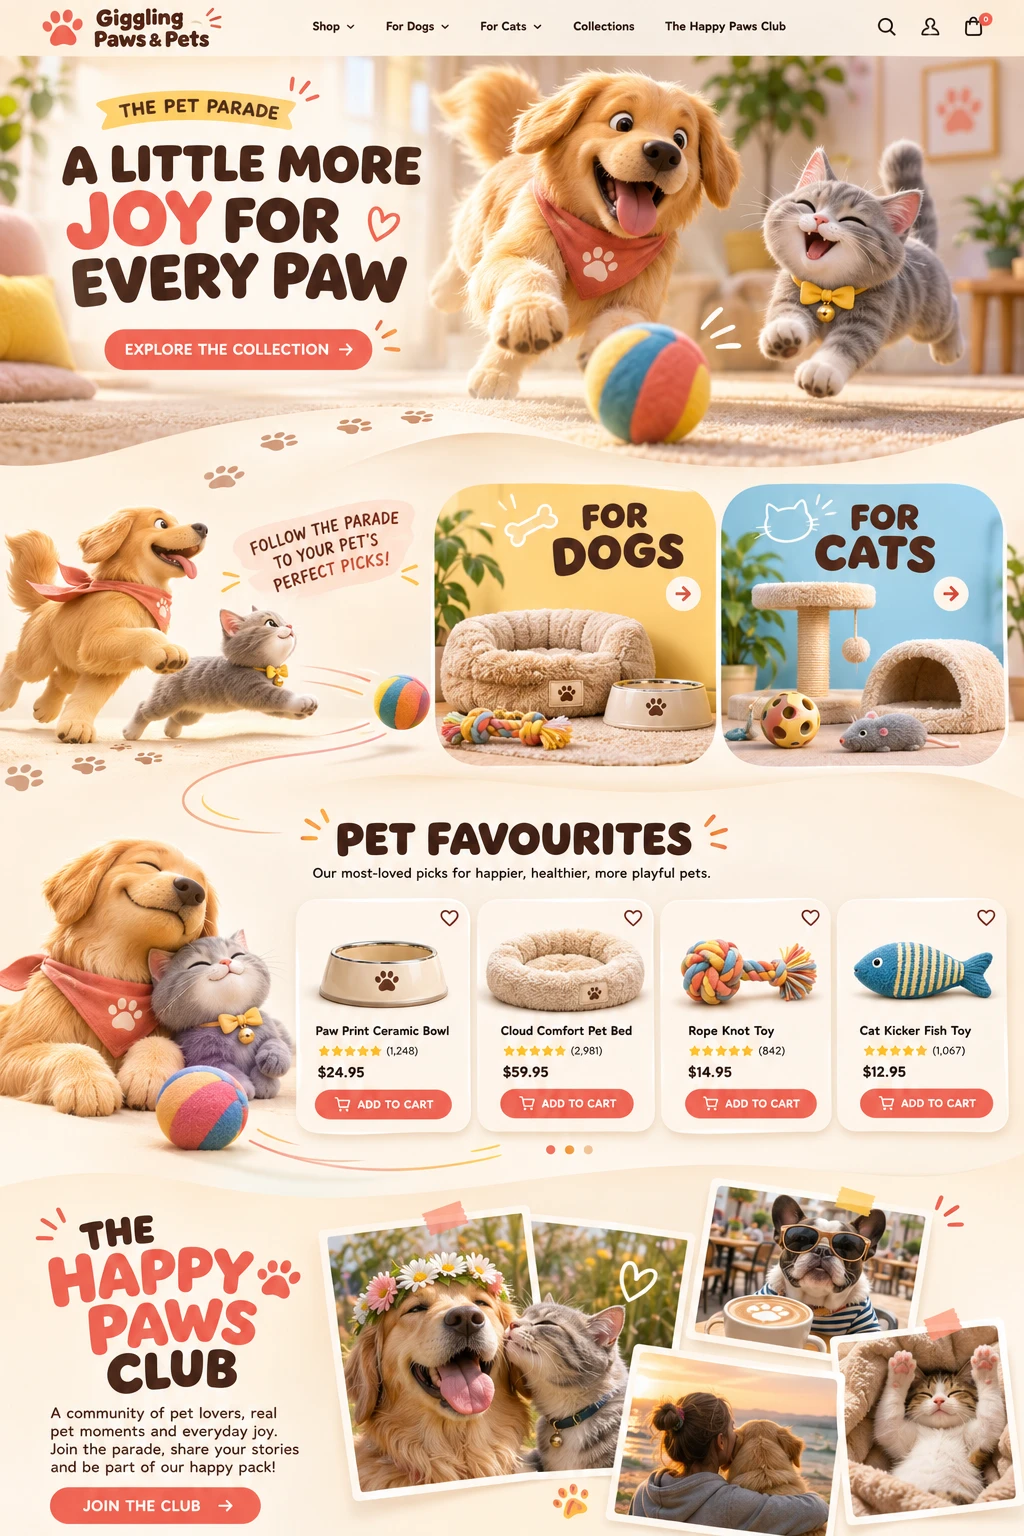 Giggling
Paws & Pets
Shop
For Dogs
For Cats
Collections
The Happy Paws Club
0
THE PET PARADE
A LITTLE MORE
JOY FOR
EVERY PAW
EXPLORE THE COLLECTION
FOLLOW THE PARADE
TO YOUR PET'S
PERFECT PICKS!
FOR
DOGS
FOR
CATS
PET FAVOURITES
Our most-loved picks for happier, healthier, more playful pets.
Paw Print Ceramic Bowl
(1,248)
$24.95
ADD TO CART
Cloud Comfort Pet Bed
(2,981)
$59.95
ADD TO CART
Rope Knot Toy
(842)
$14.95
ADD TO CART
Cat Kicker Fish Toy
(1,067)
$12.95
ADD TO CART
THE
HAPPY
PAWS
CLUB
A community of pet lovers, real
pet moments and everyday joy.
Join the parade, share your stories
and be part of our happy pack!
JOIN THE CLUB